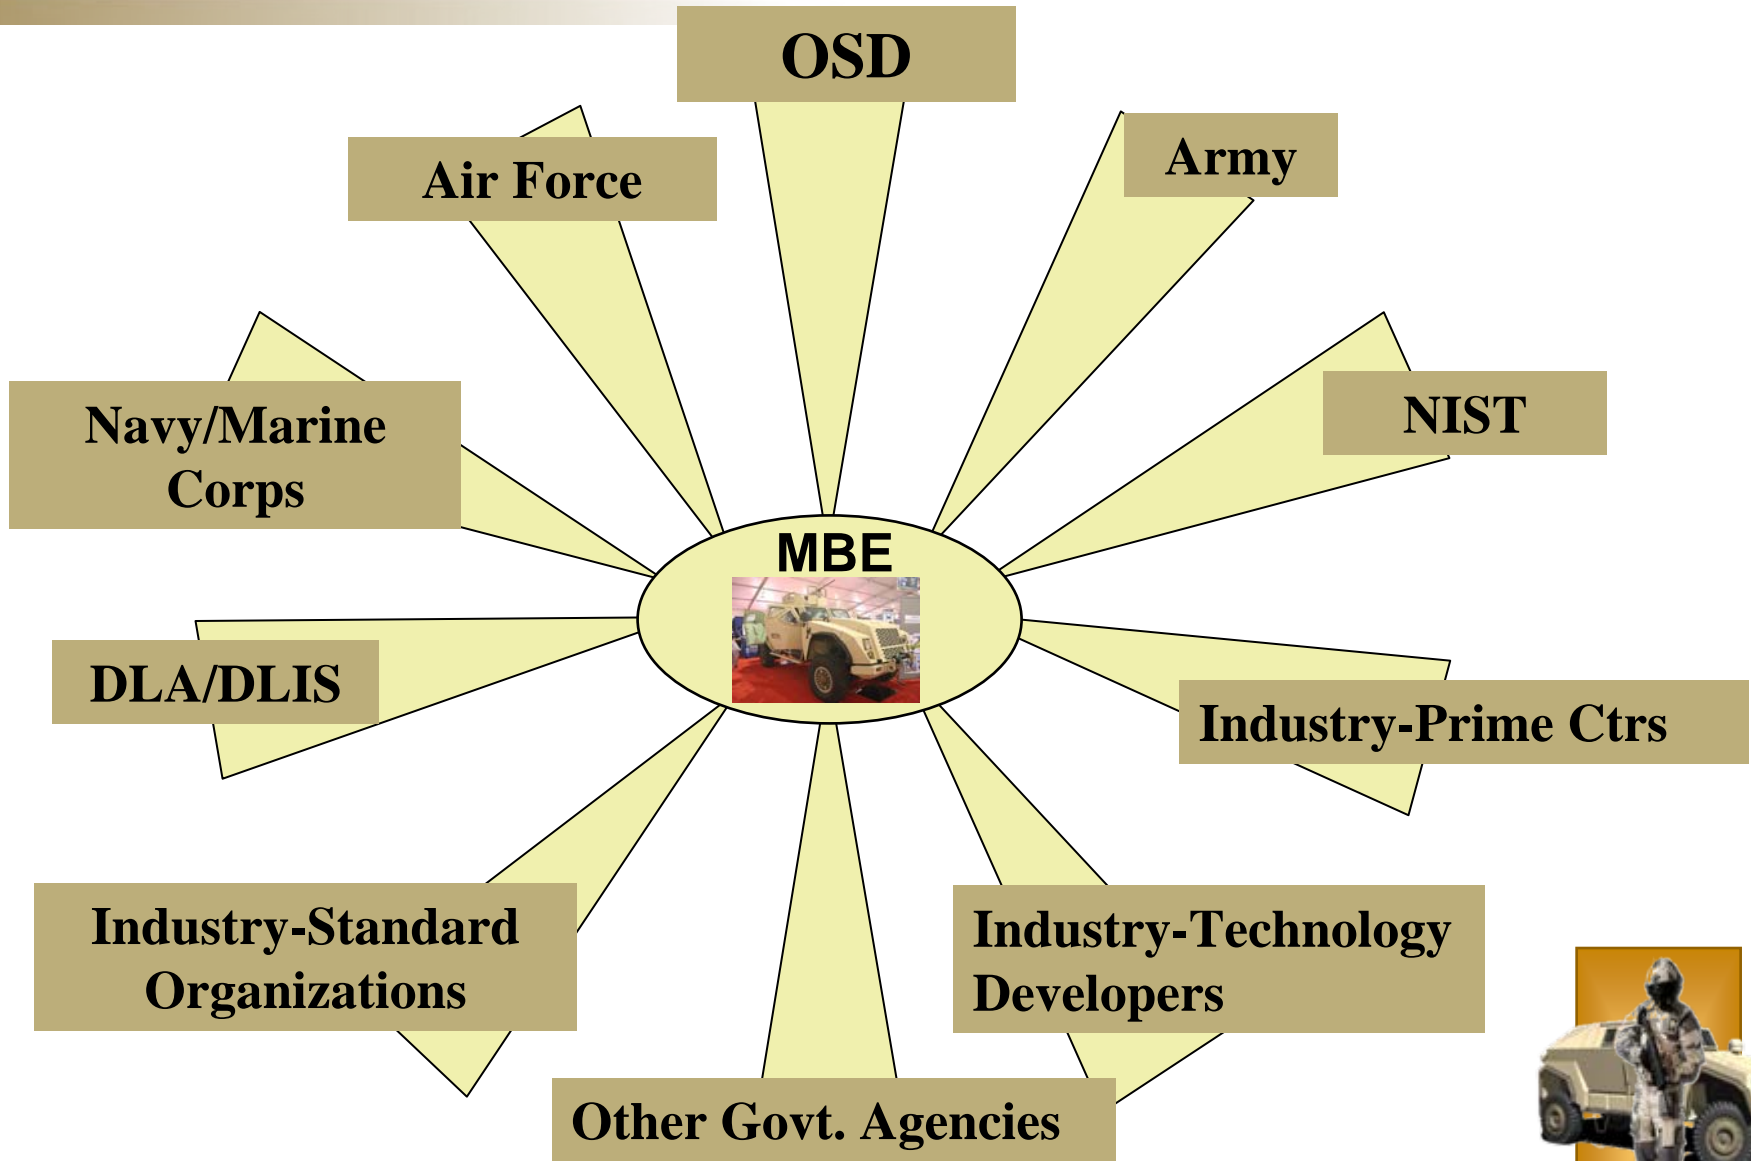 OSD
Air Force
Army
Navy/Marine
Corps
NIST
MBE
DLA/DLIS
Industry-Prime Ctrs
Industry-Standard
Organizations
Industry-Technology
Developers
Other Govt. Agencies